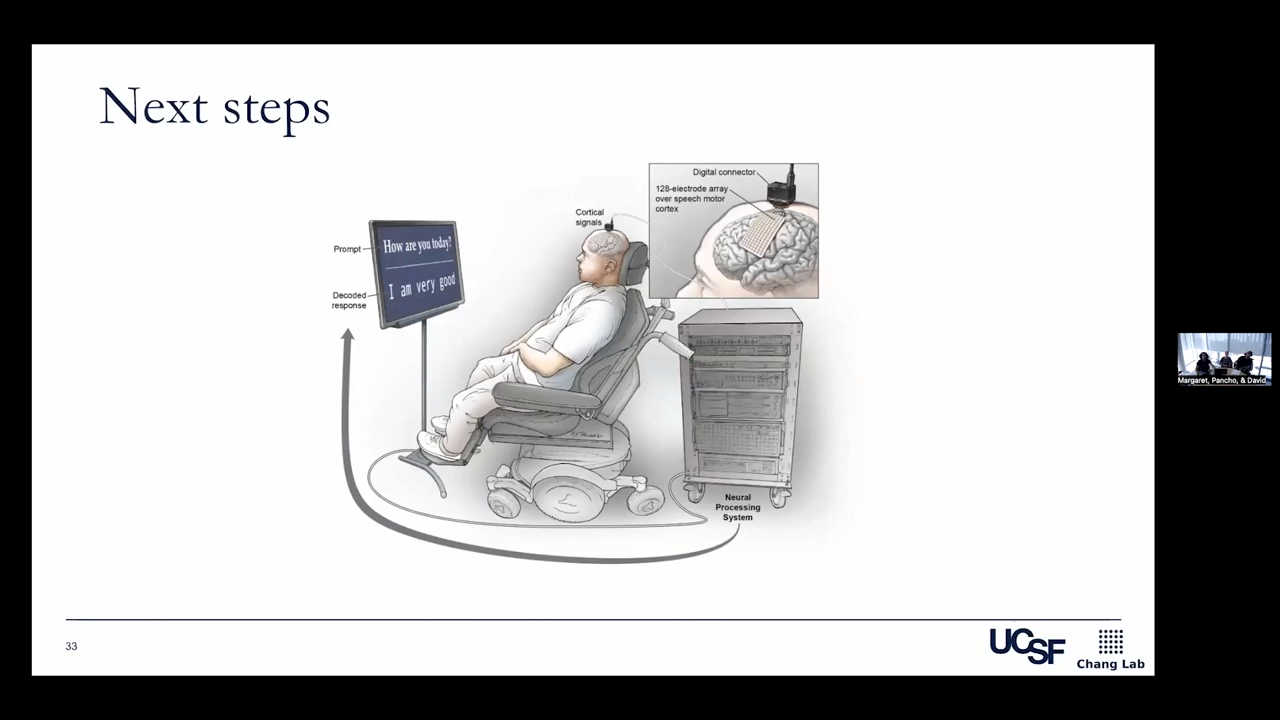 Next steps
Digital connector
128-electrode array
over speech motor
cortex
Cortical
signals
Prompt
How are you today?
I am very good
Decoded
response
Neural
Processing
System
33
UCSF
Chang Lab
Margaret, Pancho, & David